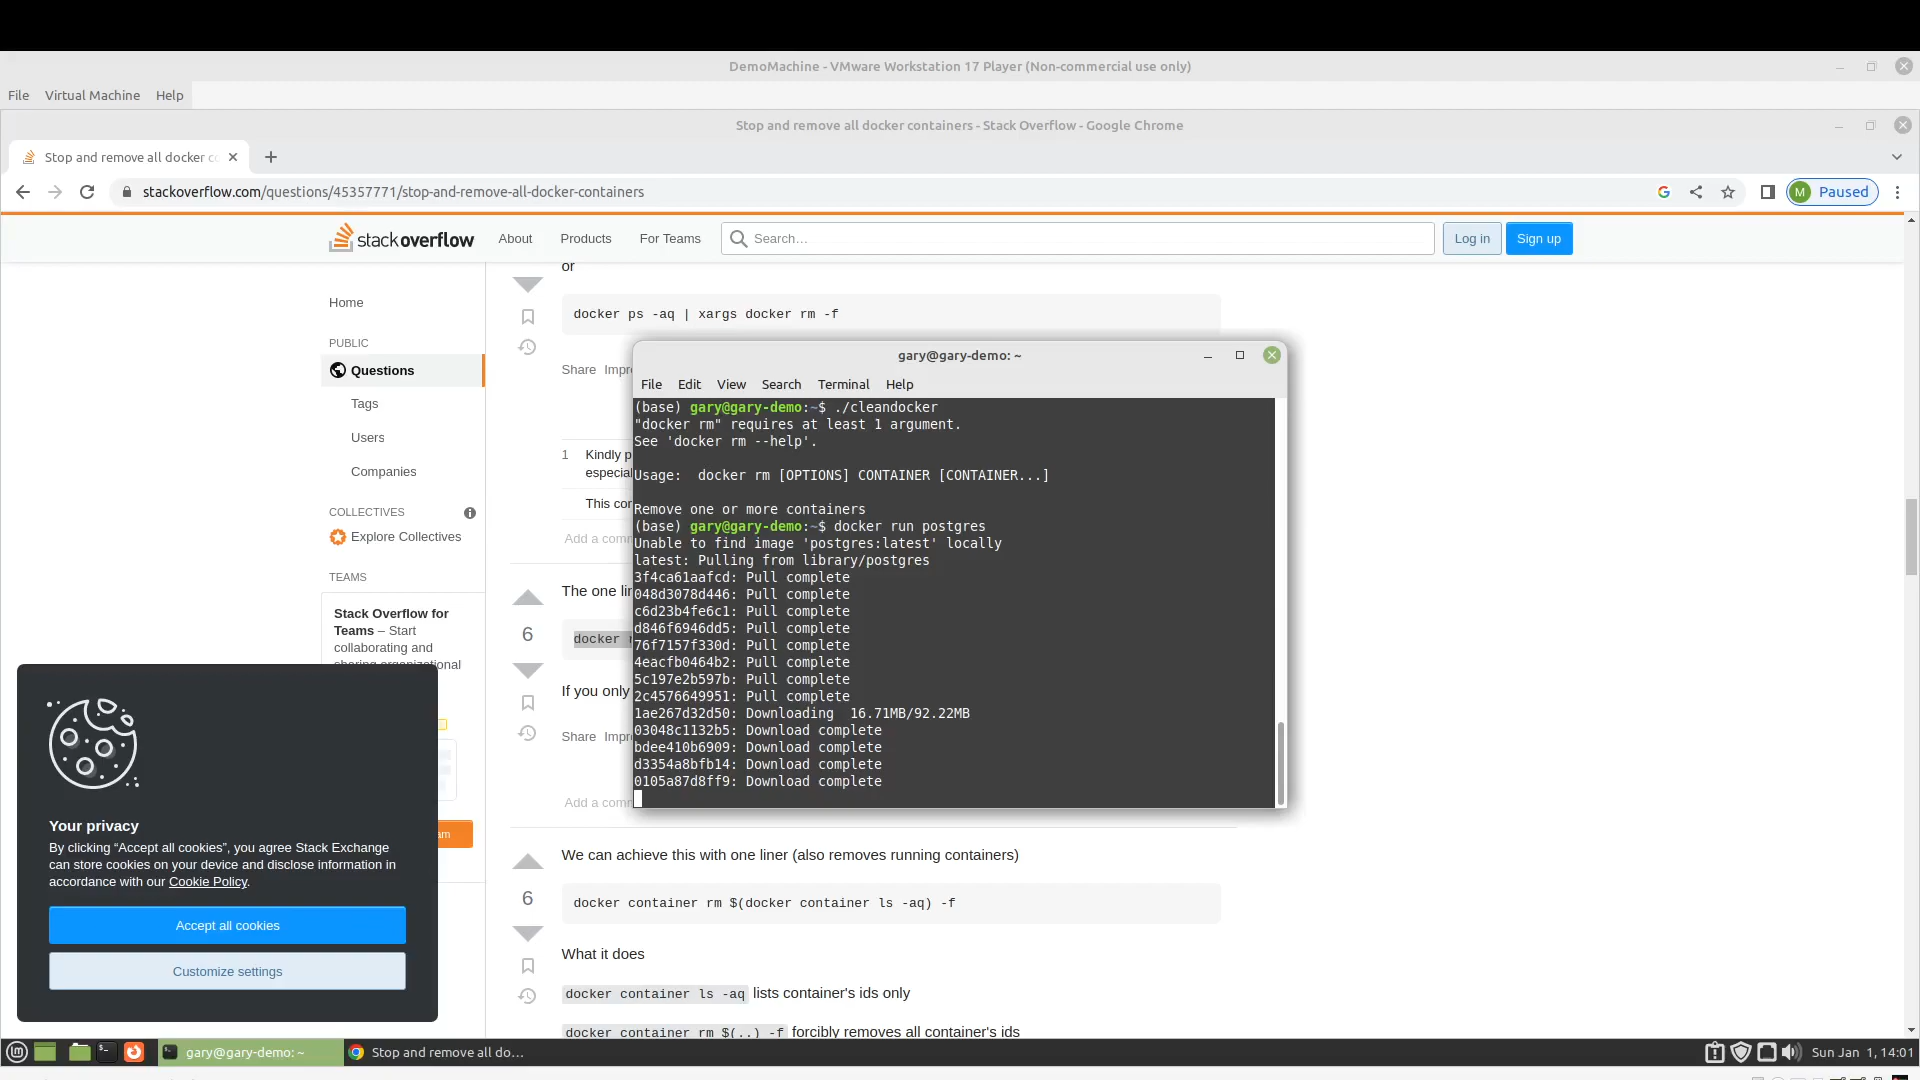 DemoMachine - VMware Workstation 17 Player (Non-commercial use only)
File Virtual Machine Help
Stop and remove all docker containers - Stack Overflow - Google Chrome
Stop and remove all docker co
stackoverflow.com/questions/45357771/stop-and-remove-all-docker-containers
M Paused
stackoverflow About Products For Teams Search… Log in Sign up
or
docker ps -aq | xargs docker rm -f
Share Impr
Home
PUBLIC
Questions
Tags
Users
Companies
COLLECTIVES
Explore Collectives
TEAMS
Stack Overflow for
Teams – Start
collaborating and
sharing organizational
am
1 Kindly p
especial
This con
Add a comm
The one lin
6
docker r
If you only
Share Impr
Add a comm
gary@gary-demo: ~
File Edit View Search Terminal Help
(base) gary@gary-demo:~$ ./cleandocker
"docker rm" requires at least 1 argument.
See 'docker rm --help'.
Usage:  docker rm [OPTIONS] CONTAINER [CONTAINER...]
Remove one or more containers
(base) gary@gary-demo:~$ docker run postgres
Unable to find image 'postgres:latest' locally
latest: Pulling from library/postgres
3f4ca61aafcd: Pull complete
048d3078d446: Pull complete
c6d23b4fe6c1: Pull complete
d846f6946dd5: Pull complete
76f7157f330d: Pull complete
4eacfb0464b2: Pull complete
5c197e2b597b: Pull complete
2c4576649951: Pull complete
1ae267d32d50: Downloading  16.71MB/92.22MB
03048c1132b5: Download complete
bdee410b6909: Download complete
d3354a8bfb14: Download complete
0105a87d8ff9: Download complete
We can achieve this with one liner (also removes running containers)
6
docker container rm $(docker container ls -aq) -f
What it does
docker container ls -aq lists container's ids only
docker container rm $(..) -f forcibly removes all container's ids
Your privacy
By clicking “Accept all cookies”, you agree Stack Exchange
can store cookies on your device and disclose information in
accordance with our Cookie Policy.
Accept all cookies
Customize settings
gary@gary-demo: ~ Stop and remove all do... Sun Jan 1, 14:01